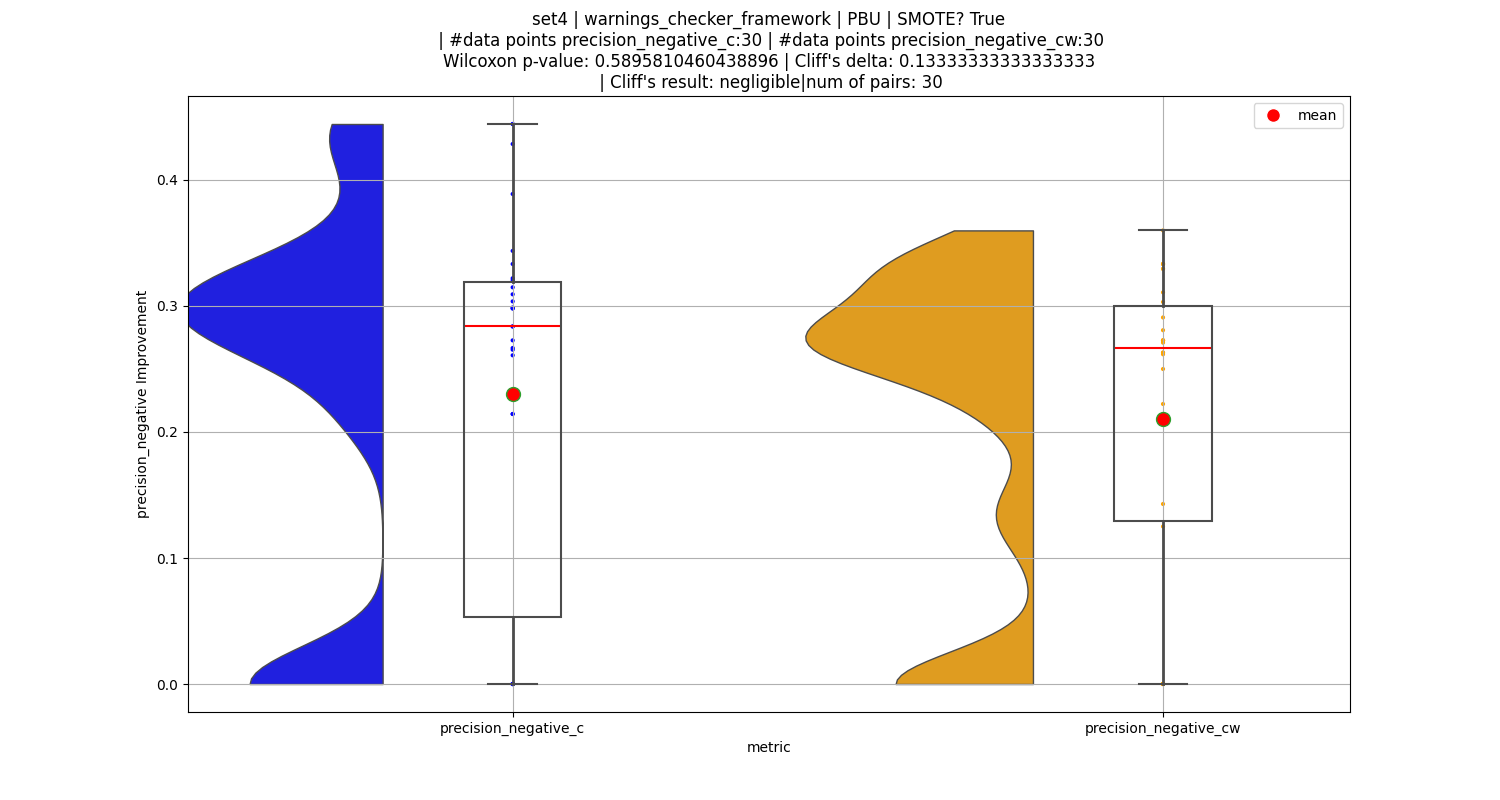 set4 | warnings_checker_framework | PBU | SMOTE? True
| #data points precision_negative_c:30 | #data points precision_negative_cw:30
Wilcoxon p-value: 0.5895810460438896 | Cliff's delta: 0.13333333333333333
| Cliff's result: negligible|num of pairs: 30
mean
0.4
0.3
0.2
0.1
0.0
precision_negative Improvement
precision_negative_c
precision_negative_cw
metric